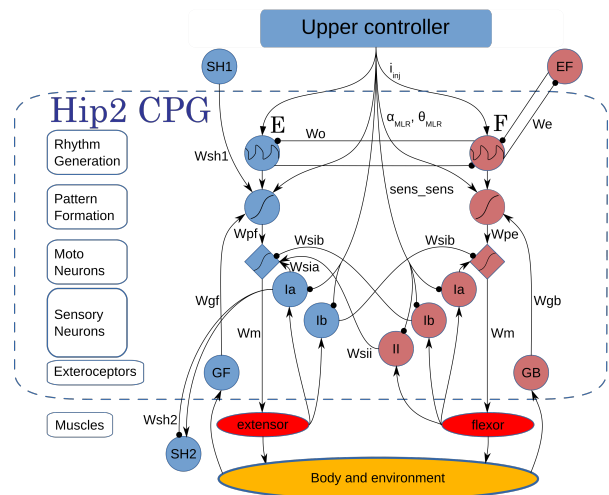 Upper controller
SH1
i inj
EF
Hip2 CPG
E
F
α MLR, θ MLR
We
Rhythm
Generation
Wo
Wsh1
sens_sens
Pattern
Formation
Wpf
Wpe
Wsib
Wsib
Moto
Neurons
Wsia
Ia
Ia
Sensory
Neurons
Wgf
Ib
Ib
Wgb
Wm
Wsii
II
Wm
Exteroceptors
GF
GB
Muscles
Wsh2
extensor
flexor
SH2
Body and environment